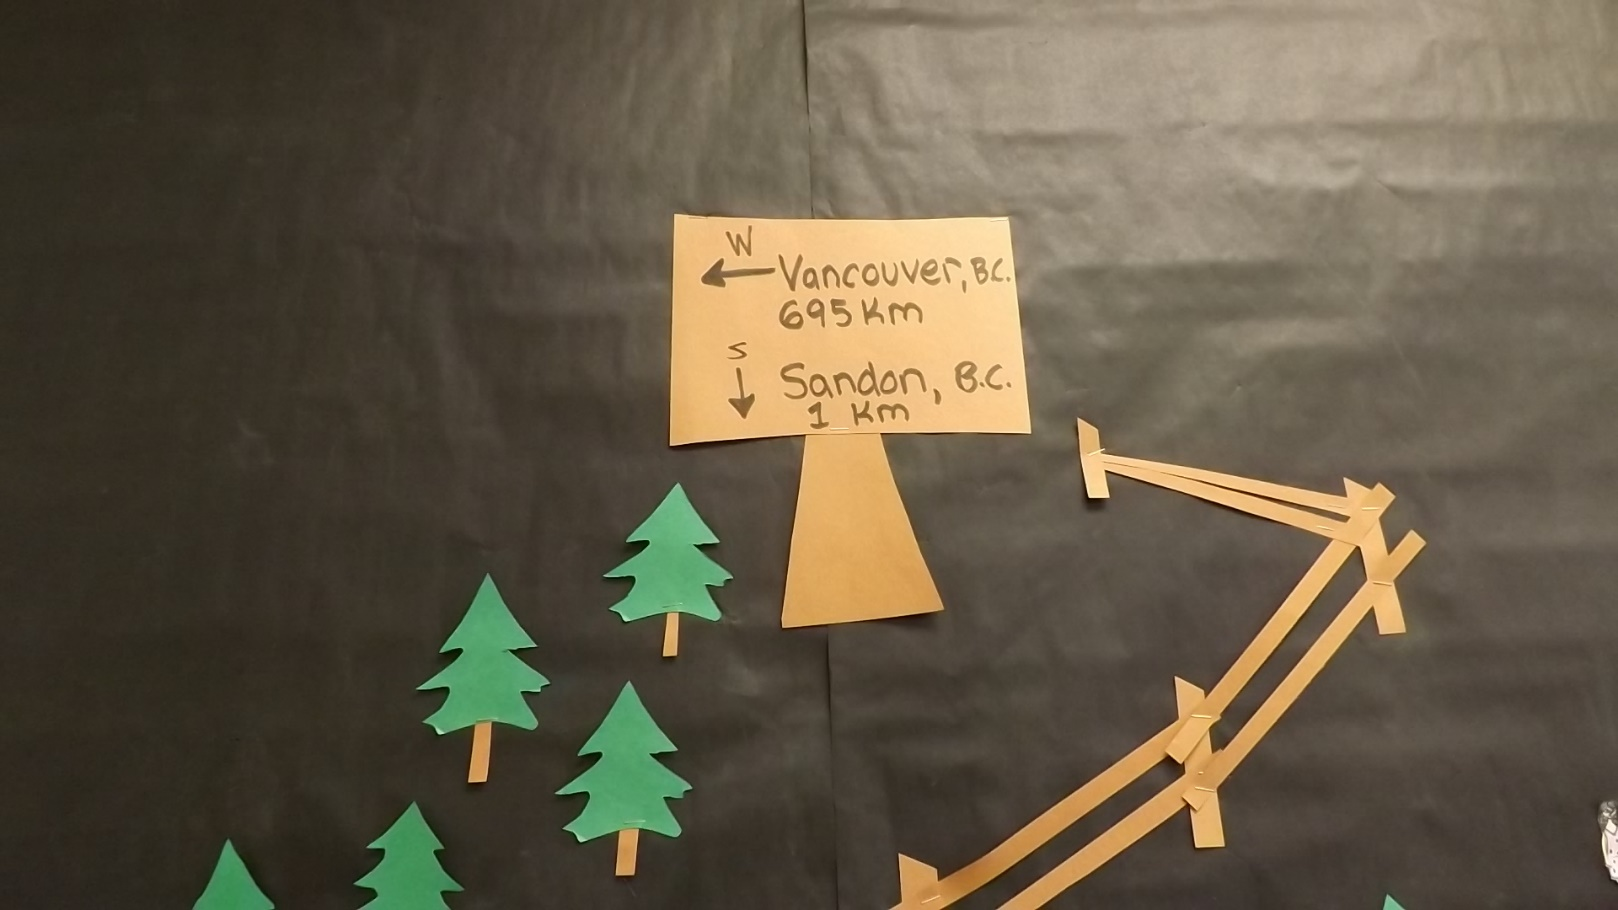 W
Vancouver, B.C.
695 Km
S
Sandon, B.C.
1 Km